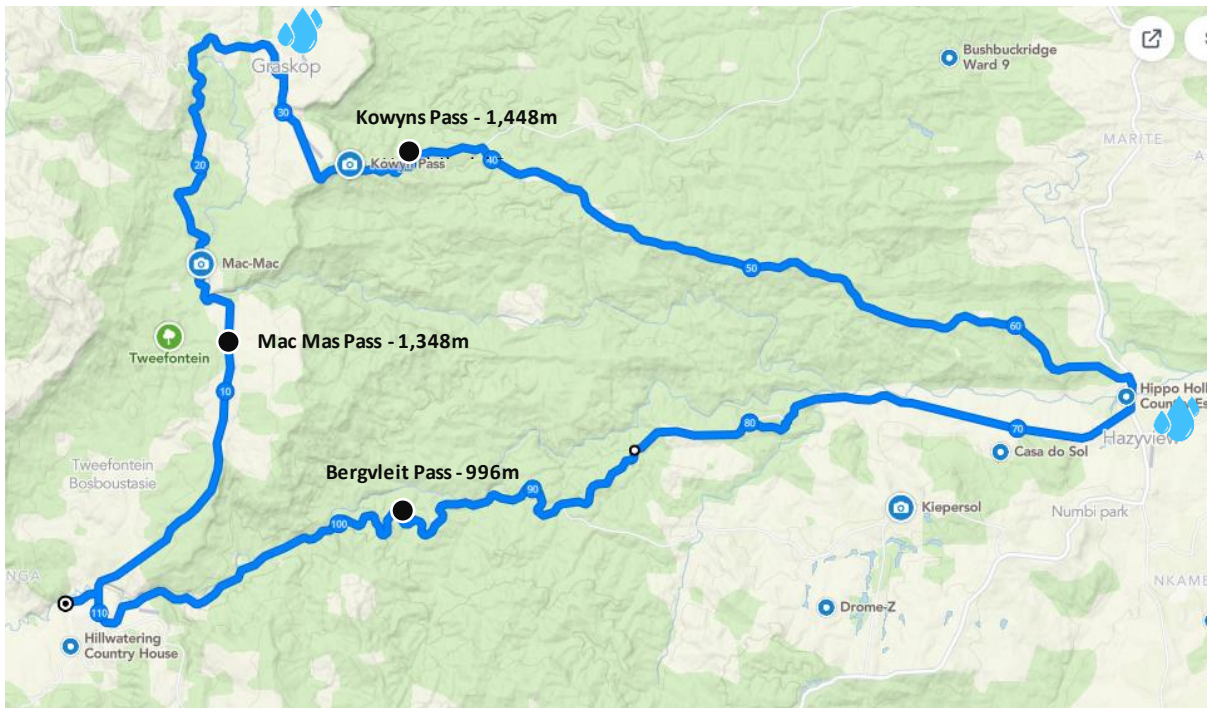 Bushbuckridge
Ward 9
Graskop
30
Kowyns Pass - 1,448m
MARITE
Kowyn Pass
40
20
Mac-Mac
50
60
Mac Mas Pass - 1,348m
Tweefontein
10
Hippo Holl
Country Es
80
70
Hazyview
Casa do Sol
Tweefontein
Bosboustasie
Bergvleit Pass - 996m
90
100
Kiepersol
Numbi park
NGA
NKAME
110
Drome-Z
Hillwatering
Country House